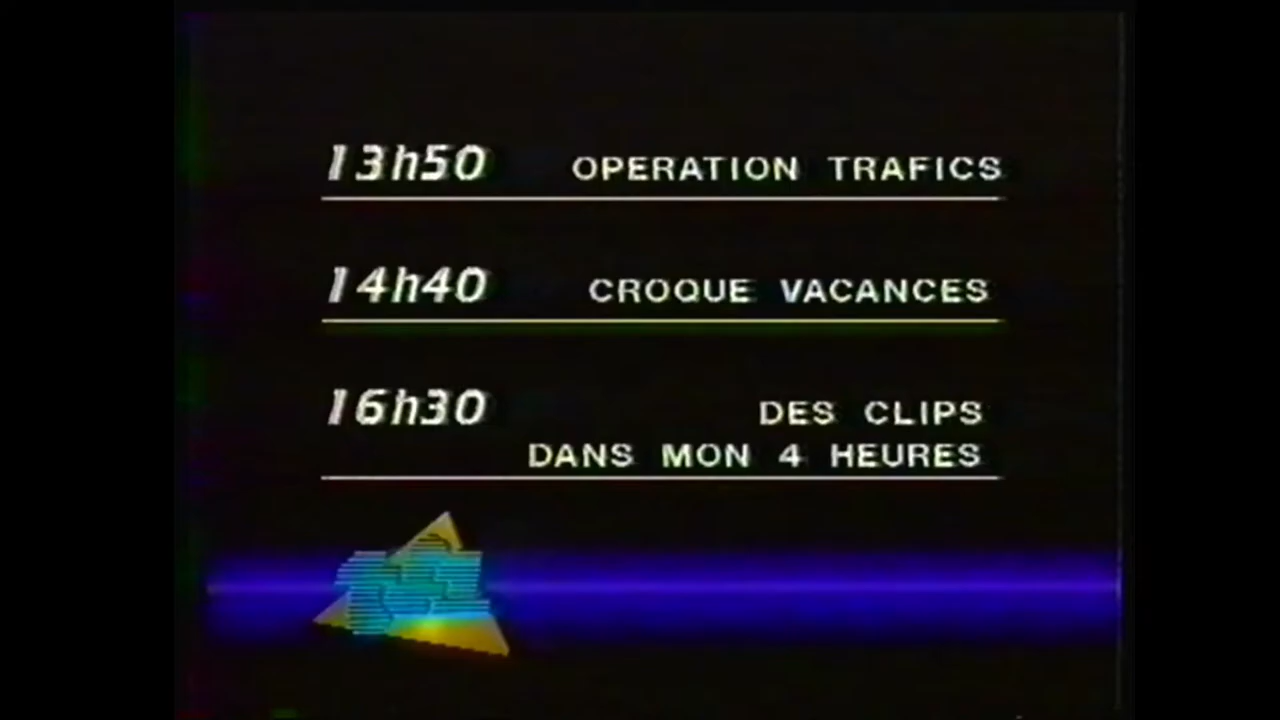 13h50 OPERATION TRAFICS
14h40 CROQUE VACANCES
16h30 DES CLIPS
DANS MON 4 HEURES